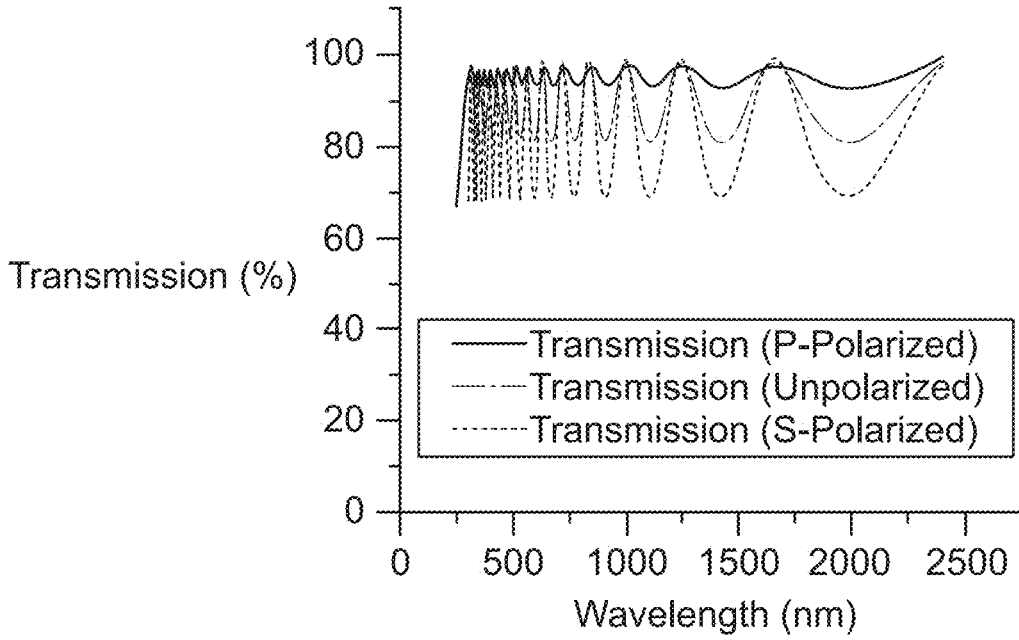 100
80
60
Transmission (%)
40
20
0
Transmission (P-Polarized)
Transmission (Unpolarized)
Transmission (S-Polarized)
0 500 1000 1500 2000 2500
Wavelength (nm)